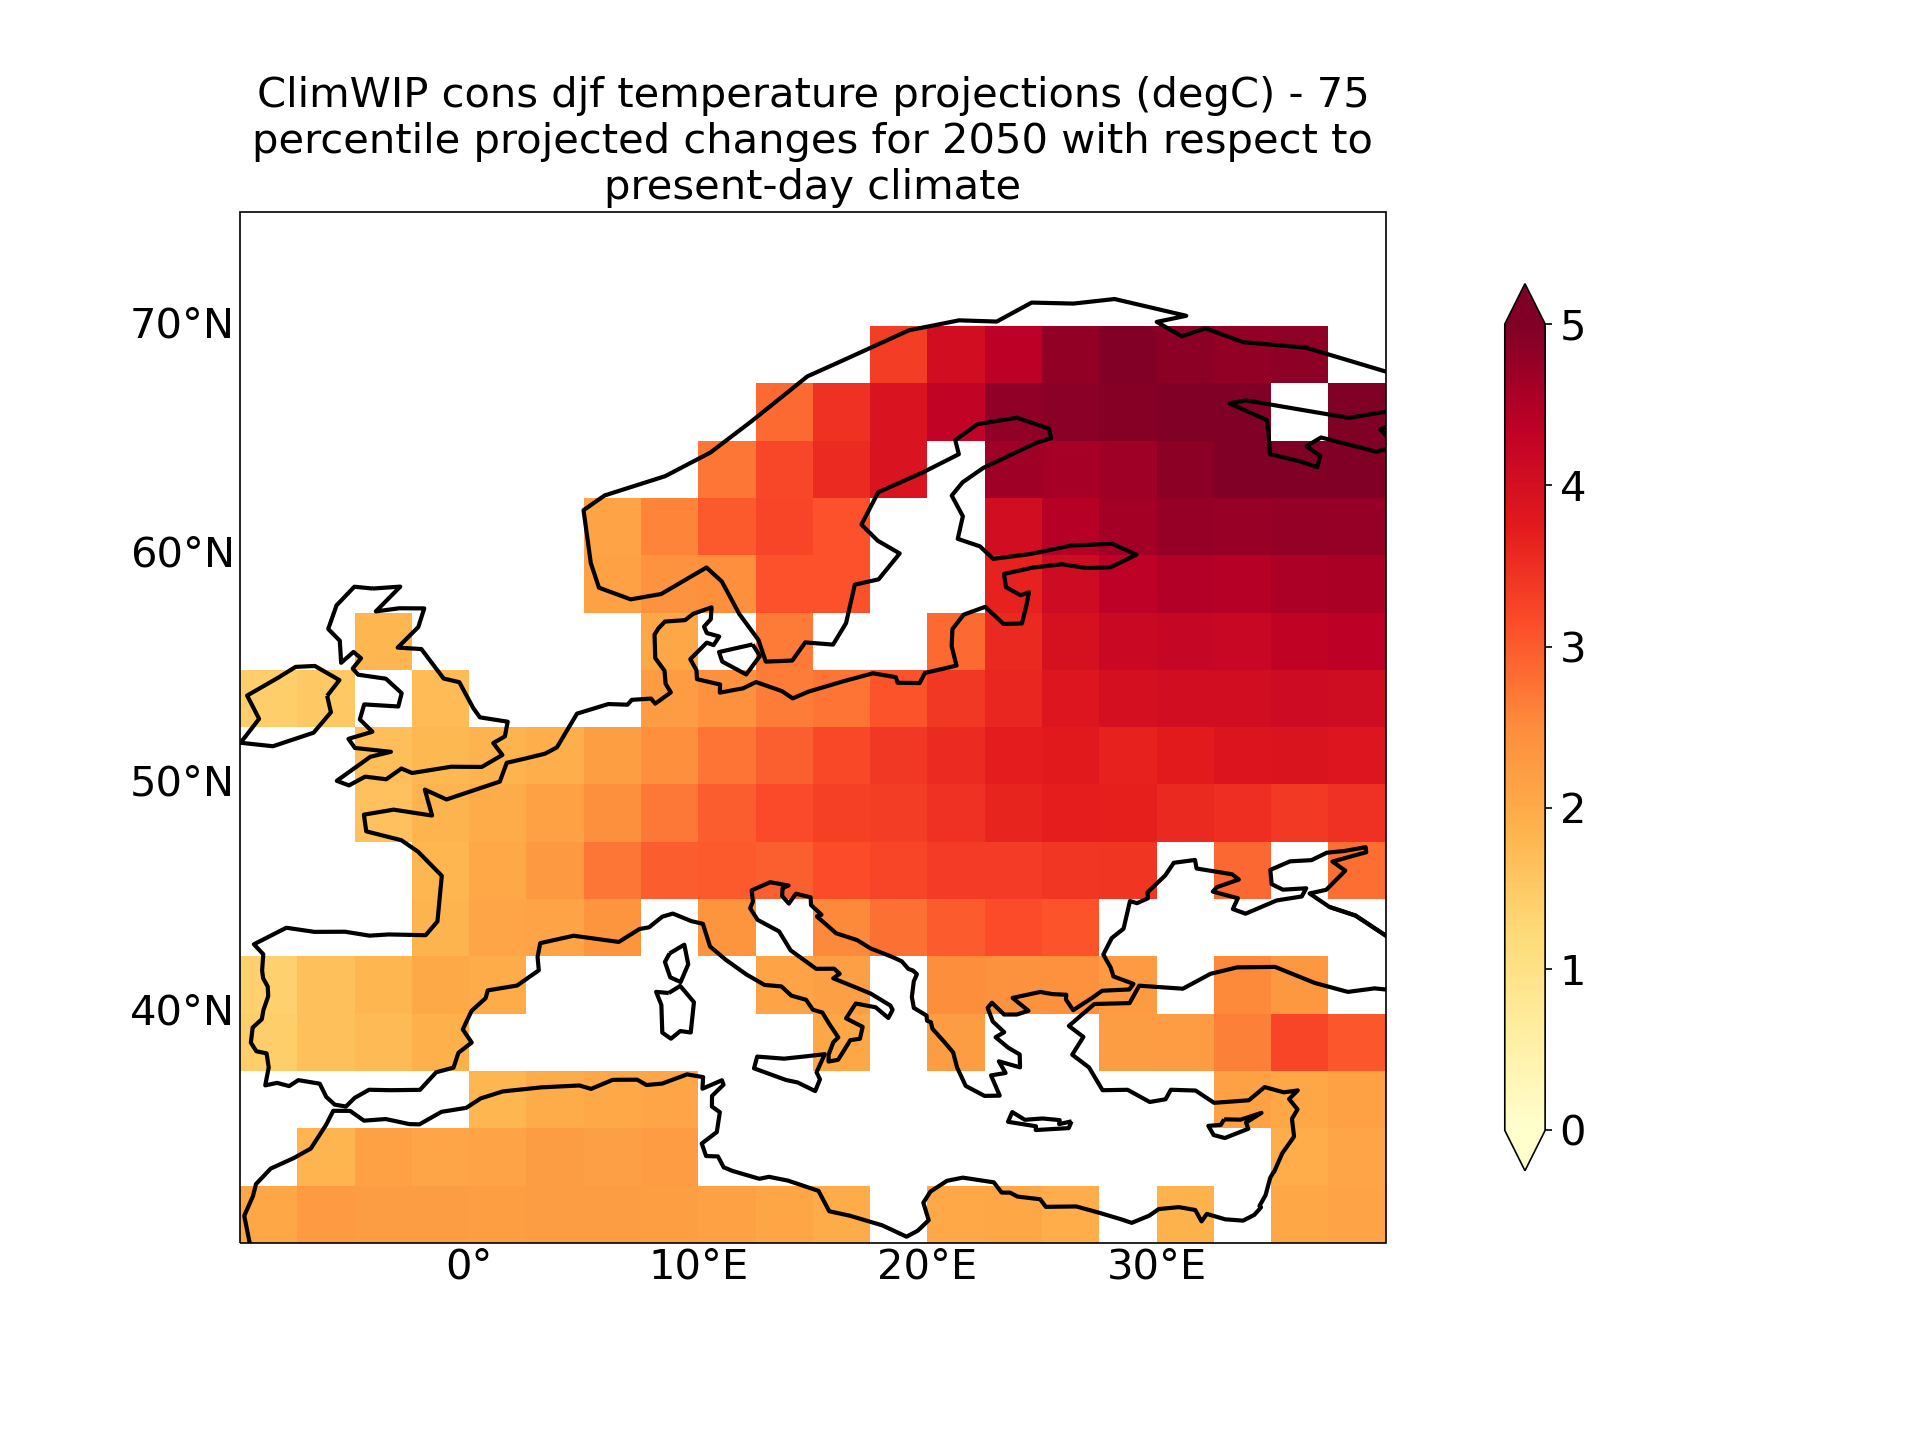 ClimWIP cons djf temperature projections (degC) - 75
percentile projected changes for 2050 with respect to
present-day climate
70°N
60°N
50°N
40°N
0°
10°E
20°E
30°E
5
4
3
2
1
0